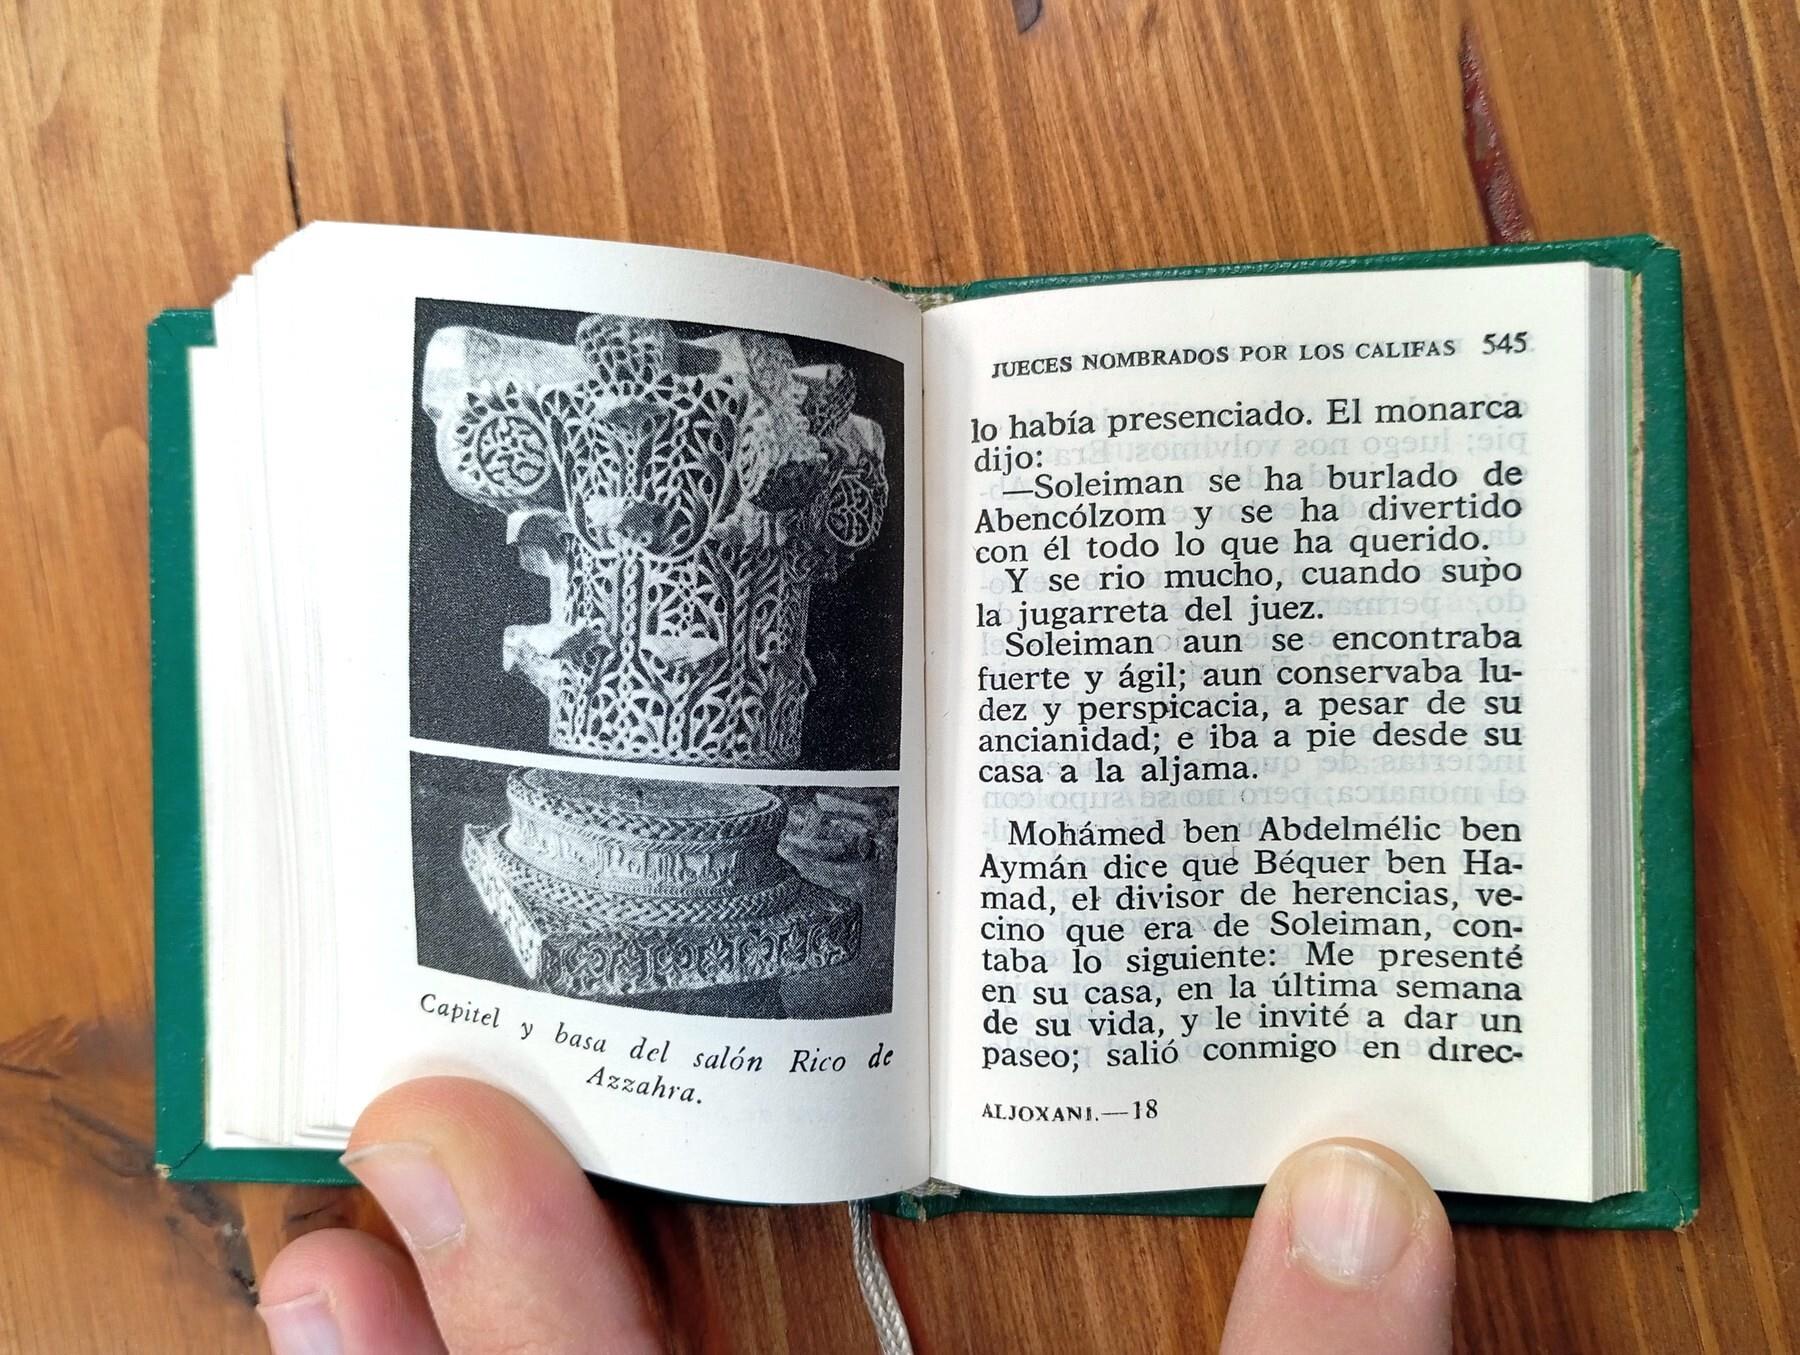 Capitel y basa del salón Rico de
Azzahra.
JUECES NOMBRADOS POR LOS CALIFAS 545
lo había presenciado. El monarca
dijo:
—Soleiman se ha burlado de
Abencólzom y se ha divertido
con él todo lo que ha querido.
Y se rio mucho, cuando supo
la jugarreta del juez.
Soleiman aun se encontraba
fuerte y ágil; aun conservaba lu-
dez y perspicacia, a pesar de su
ancianidad; e iba a pie desde su
casa a la aljama.
Mohámed ben Abdelmélic ben
Aymán dice que Béquer ben Ha-
mad, el divisor de herencias, ve-
cino que era de Soleiman, con-
taba lo siguiente: Me presenté
en su casa, en la última semana
de su vida, y le invité a dar un
paseo; salió conmigo en direc-
ALJOXANI.—18